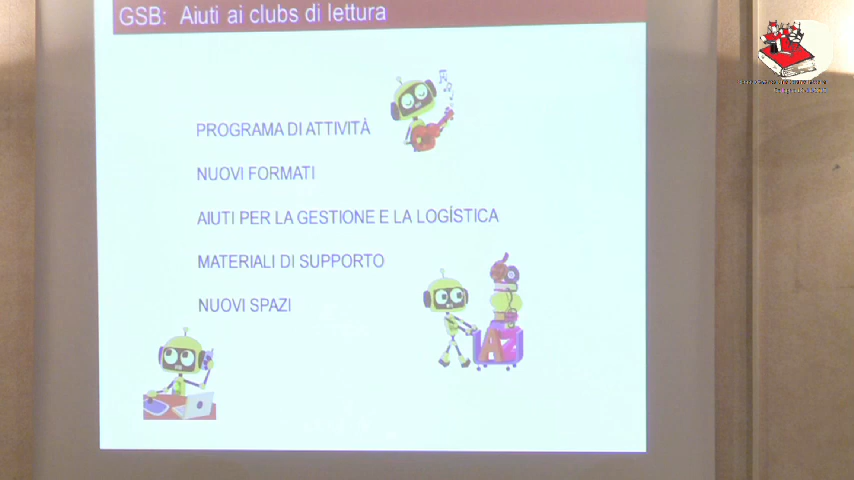 GSB: Aiuti ai clubs di lettura
PROGRAMA DI ATTIVITÀ
NUOVI FORMATI
AIUTI PER LA GESTIONE E LA LOGÍSTICA
MATERIALI DI SUPPORTO
NUOVI SPAZI
AZ